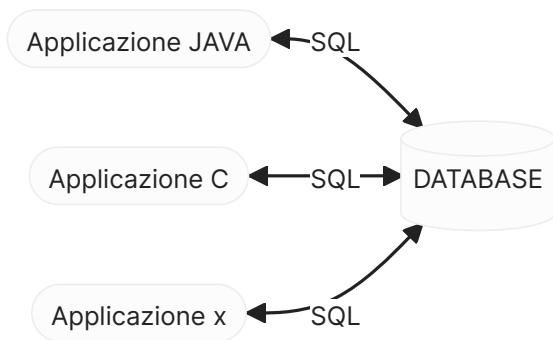 Applicazione JAVA
SQL
Applicazione C
SQL
DATABASE
Applicazione x
SQL